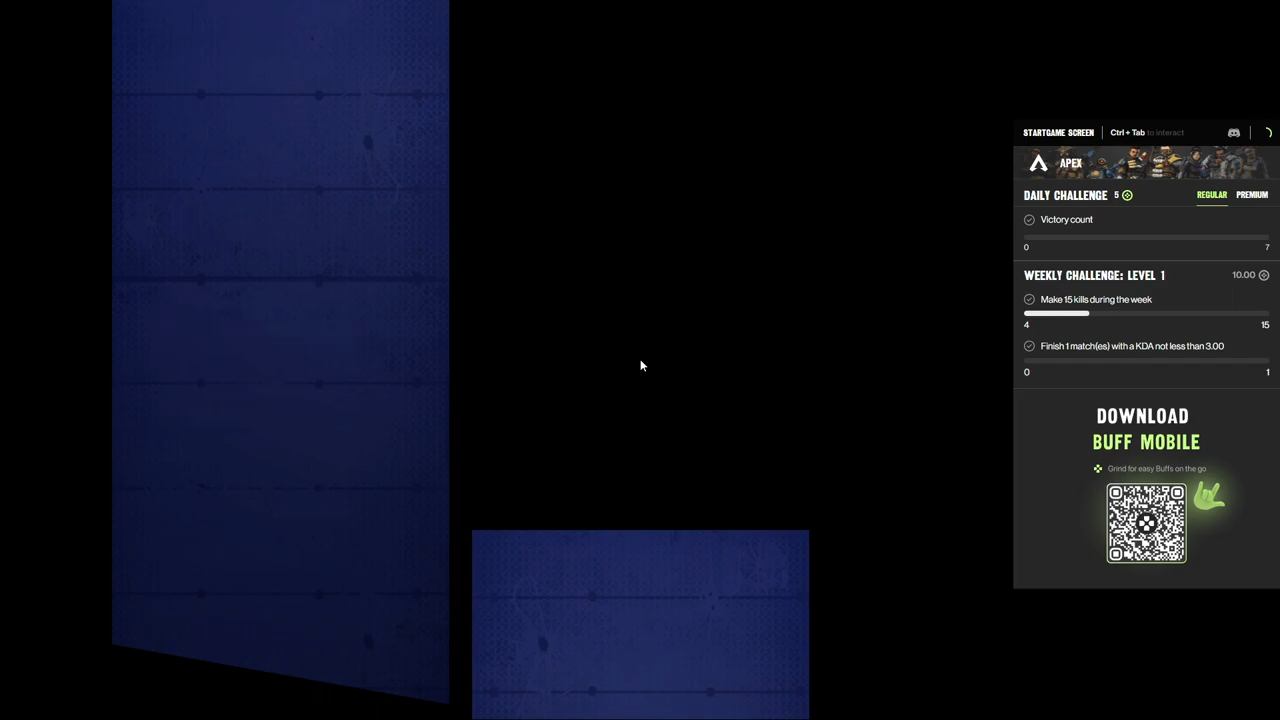 STARTGAME SCREEN Ctrl + Tab to interact
APEX
DAILY CHALLENGE 5 REGULAR PREMIUM
Victory count
0 7
WEEKLY CHALLENGE: LEVEL 1 10.00
Make 15 kills during the week
4 15
Finish 1 match(es) with a KDA not less than 3.00
0 1
DOWNLOAD
BUFF MOBILE
Grind for easy Buffs on the go